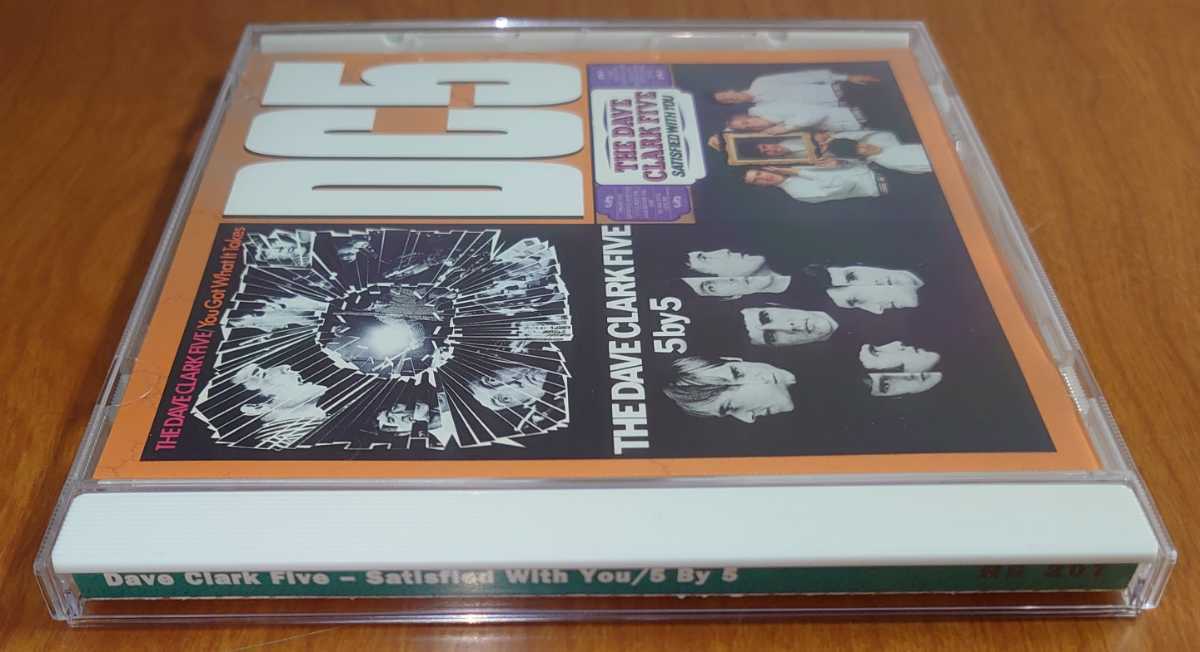 DC5
THE DAVE
CLARK FIVE
SATISFIED WITH YOU
THE DAVE CLARK FIVE/You Got What It Takes
THE DAVE CLARK FIVE
5 by 5
Dave Clark Five - Satisfied With You/5 By 5